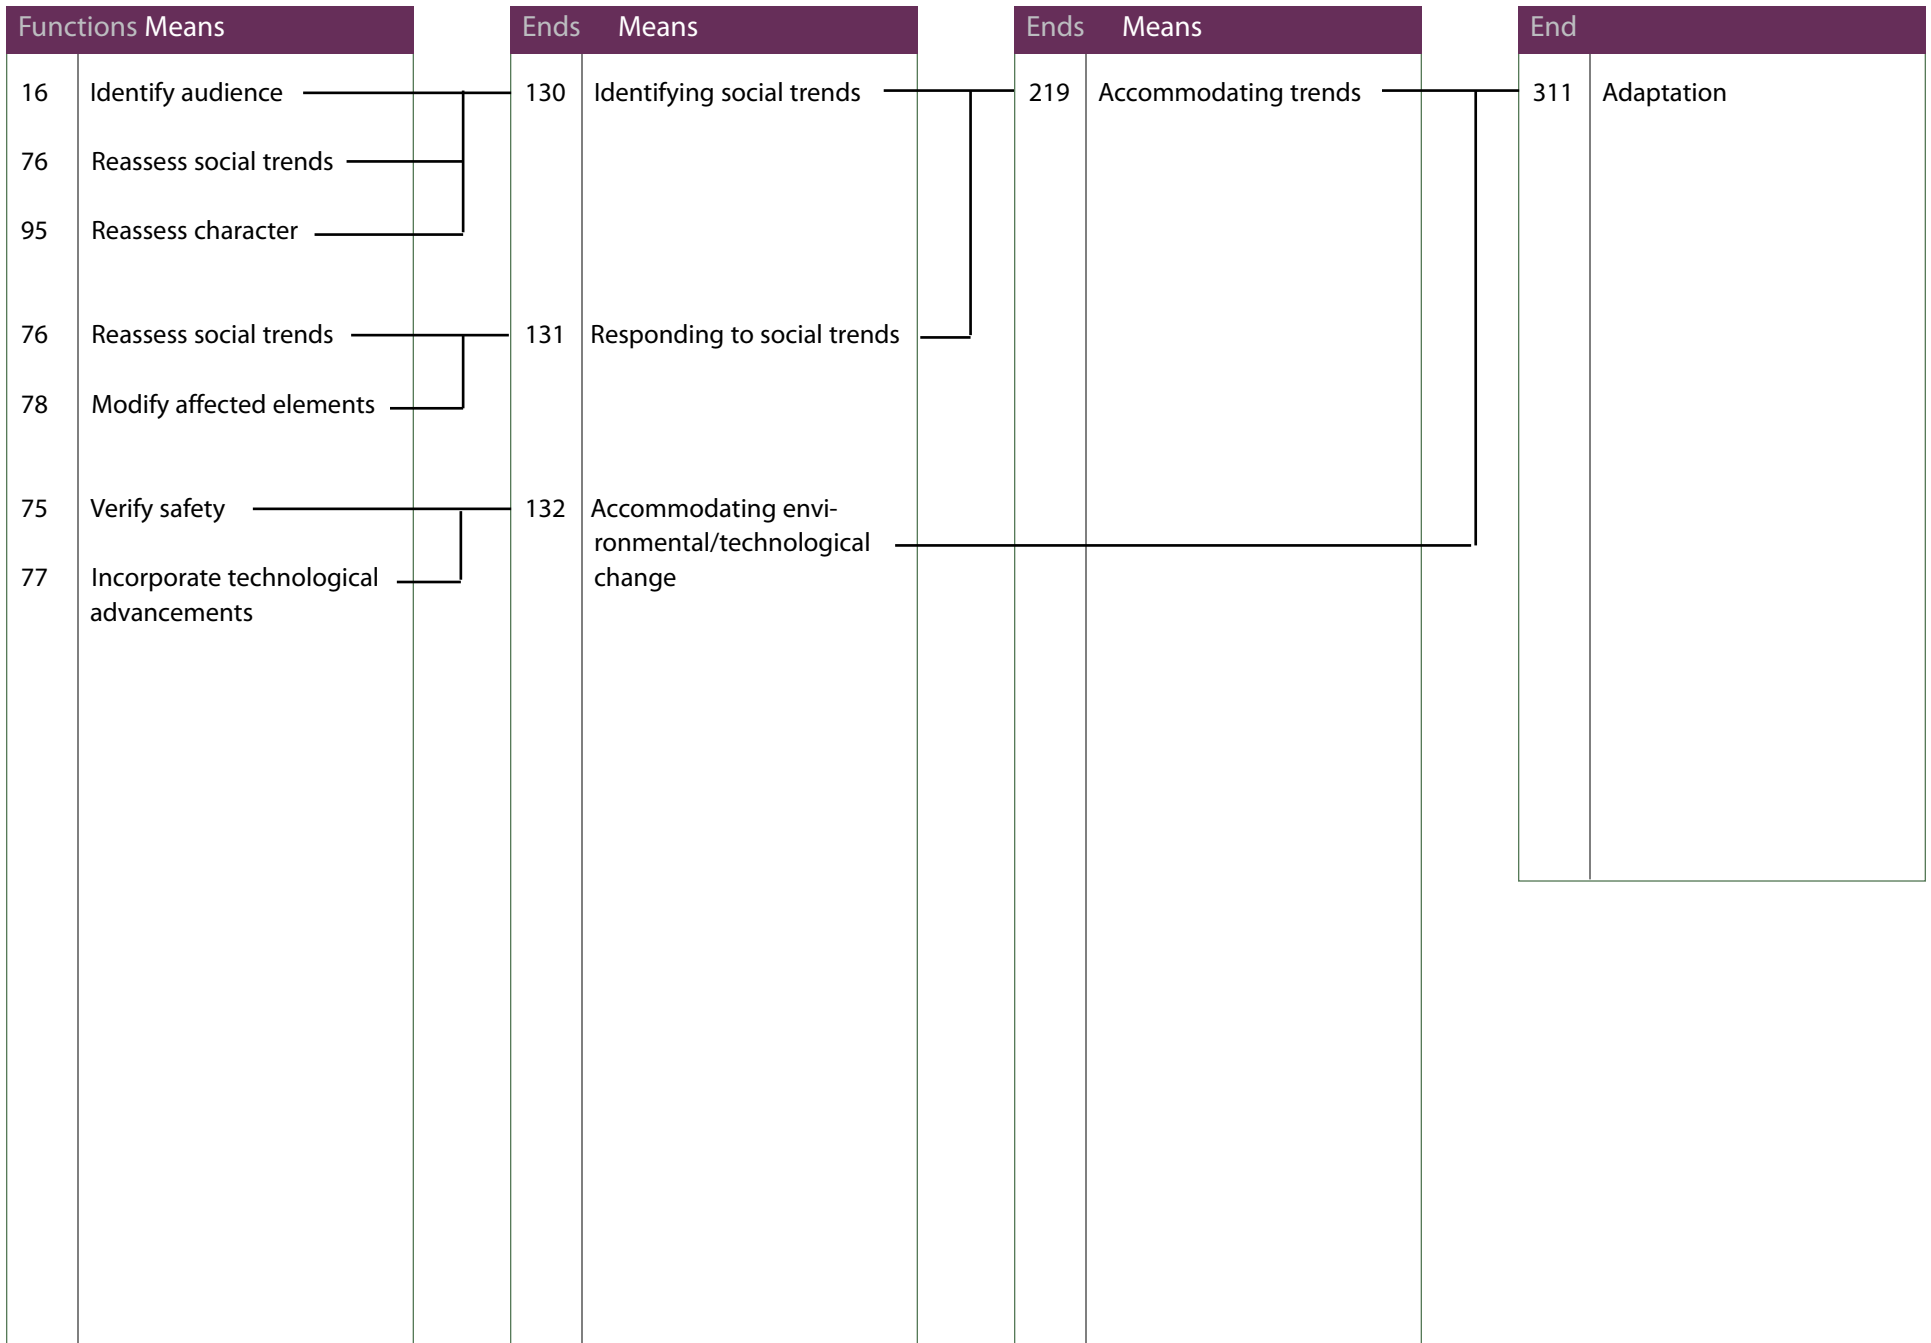 Functions Means
Ends Means
Ends Means
End
16 Identify audience
130 Identifying social trends
219 Accommodating trends
311 Adaptation
76 Reassess social trends
95 Reassess character
76 Reassess social trends
131 Responding to social trends
78 Modify affected elements
75 Verify safety
132 Accommodating envi-
ronmental/technological
change
77 Incorporate technological
advancements